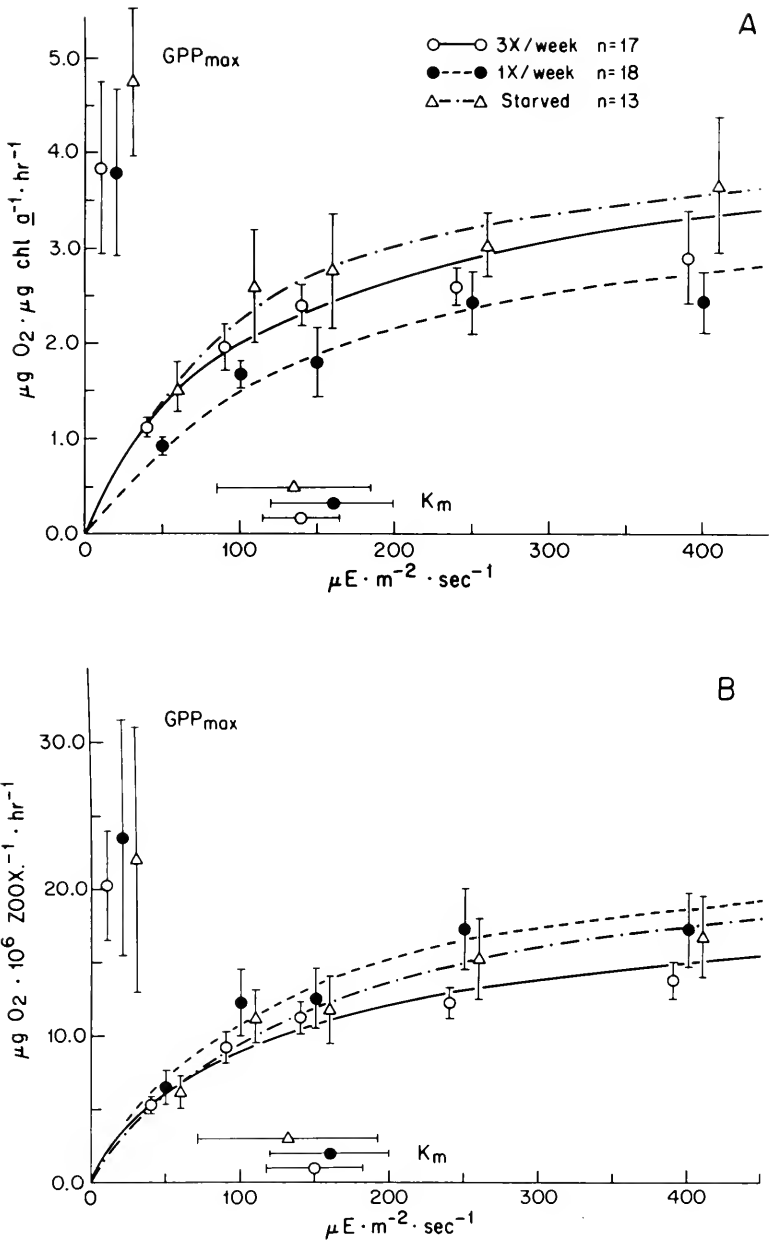 A
GPPmax
3X/week n=17
1X/week n=18
Starved n=13
5.0
4.0
3.0
2.0
1.0
0.0
µg O2 · µg chl a⁻¹ · hr⁻¹
Km
0 100 200 300 400
µE · m⁻² · sec⁻¹
B
GPPmax
30.0
20.0
10.0
0.0
µg O2 · 10⁶ ZOOX.⁻¹ · hr⁻¹
Km
0 100 200 300 400
µE · m⁻² · sec⁻¹